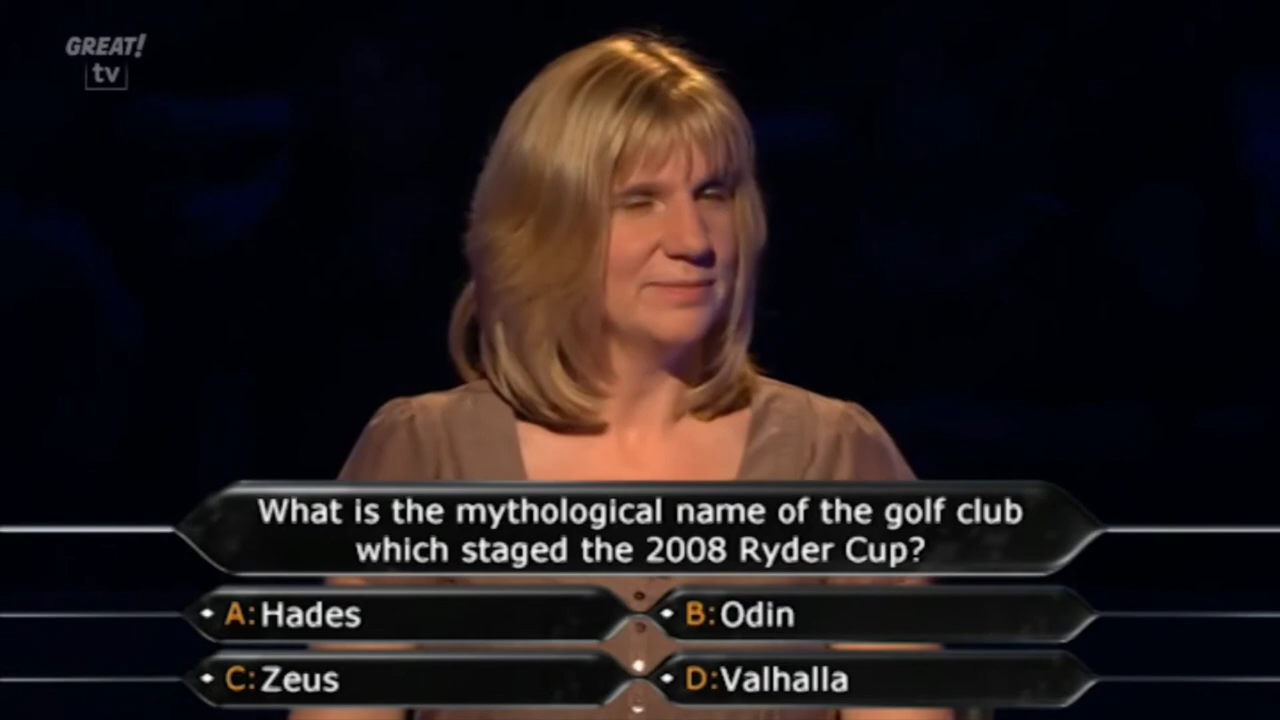 GREAT!
tv
What is the mythological name of the golf club
which staged the 2008 Ryder Cup?
A: Hades
B: Odin
C: Zeus
D: Valhalla